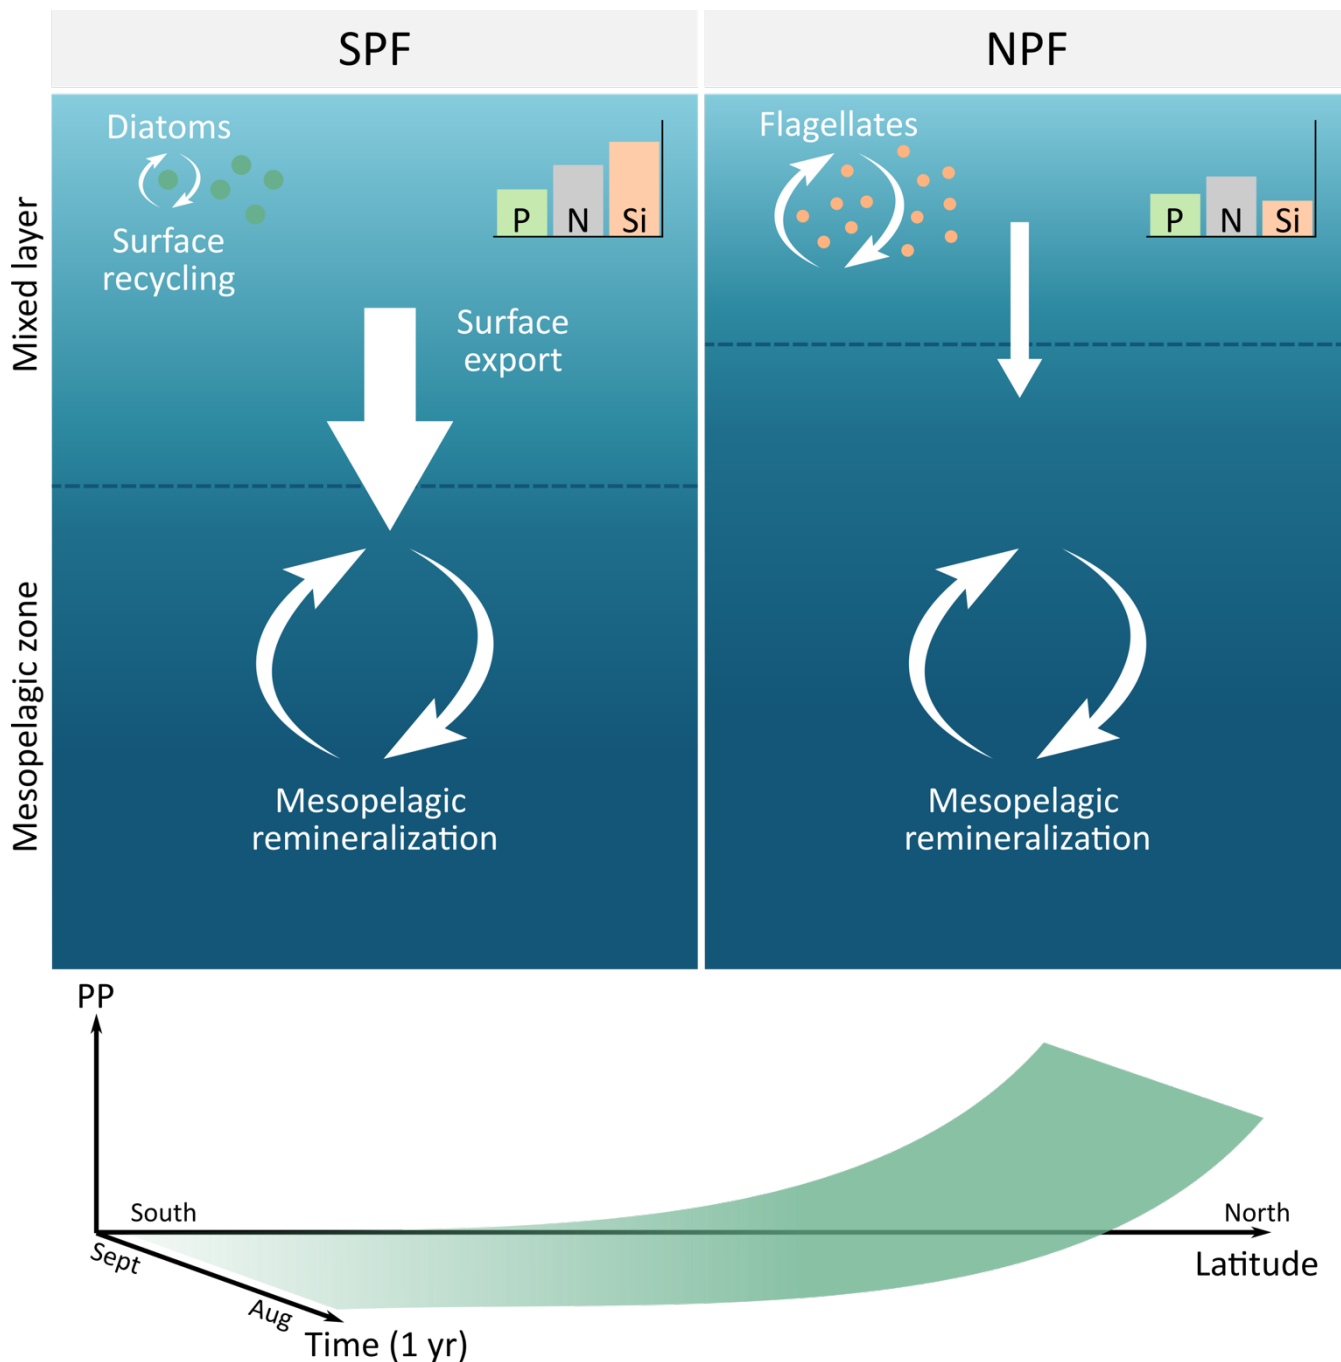 SPF
NPF
Mixed layer
Diatoms
Surface
recycling
P N Si
Surface
export
Flagellates
P N Si
Mesopelagic zone
Mesopelagic
remineralization
Mesopelagic
remineralization
PP
South
North
Latitude
Sept
Aug
Time (1 yr)